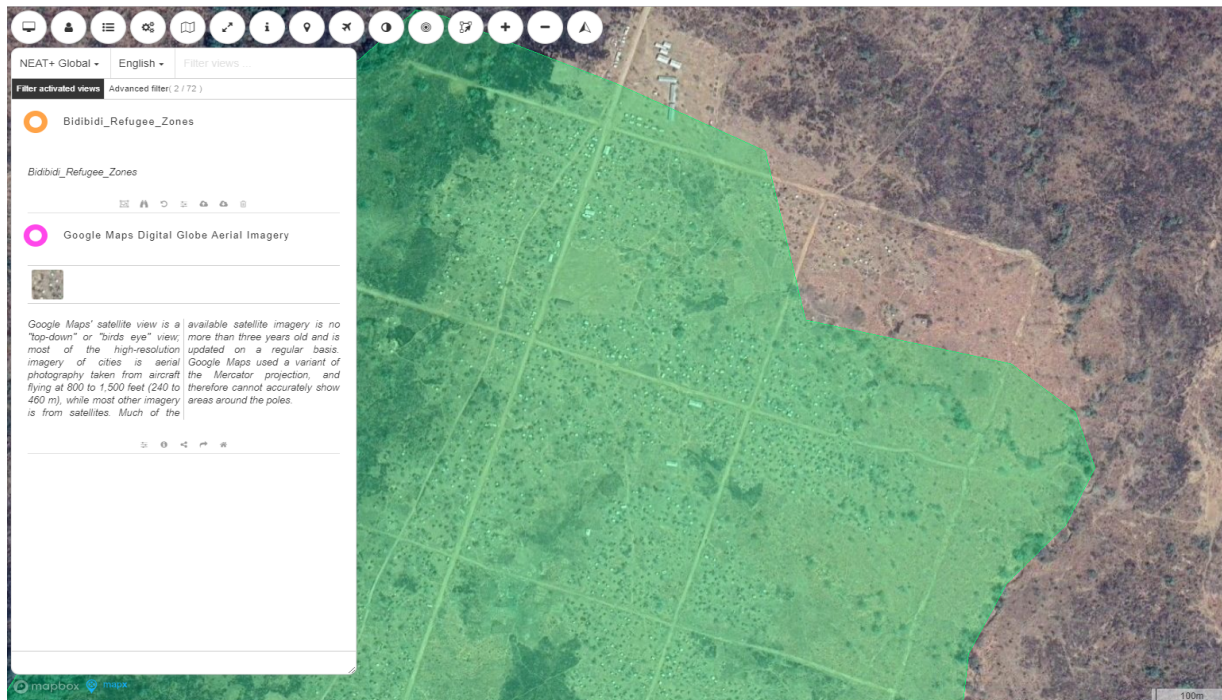 NEAT+ Global
English
Filter views ...
Filter activated views
Advanced filter( 2 / 72 )
Bidibidi_Refugee_Zones
Bidibidi_Refugee_Zones
Google Maps Digital Globe Aerial Imagery
Google Maps' satellite view is a
"top-down" or "birds eye" view;
most of the high-resolution
imagery of cities is aerial
photography taken from aircraft
flying at 800 to 1,500 feet (240 to
460 m), while most other imagery
is from satellites. Much of the
available satellite imagery is no
more than three years old and is
updated on a regular basis.
Google Maps used a variant of
the Mercator projection, and
therefore cannot accurately show
areas around the poles.
mapbox
mapx
100m